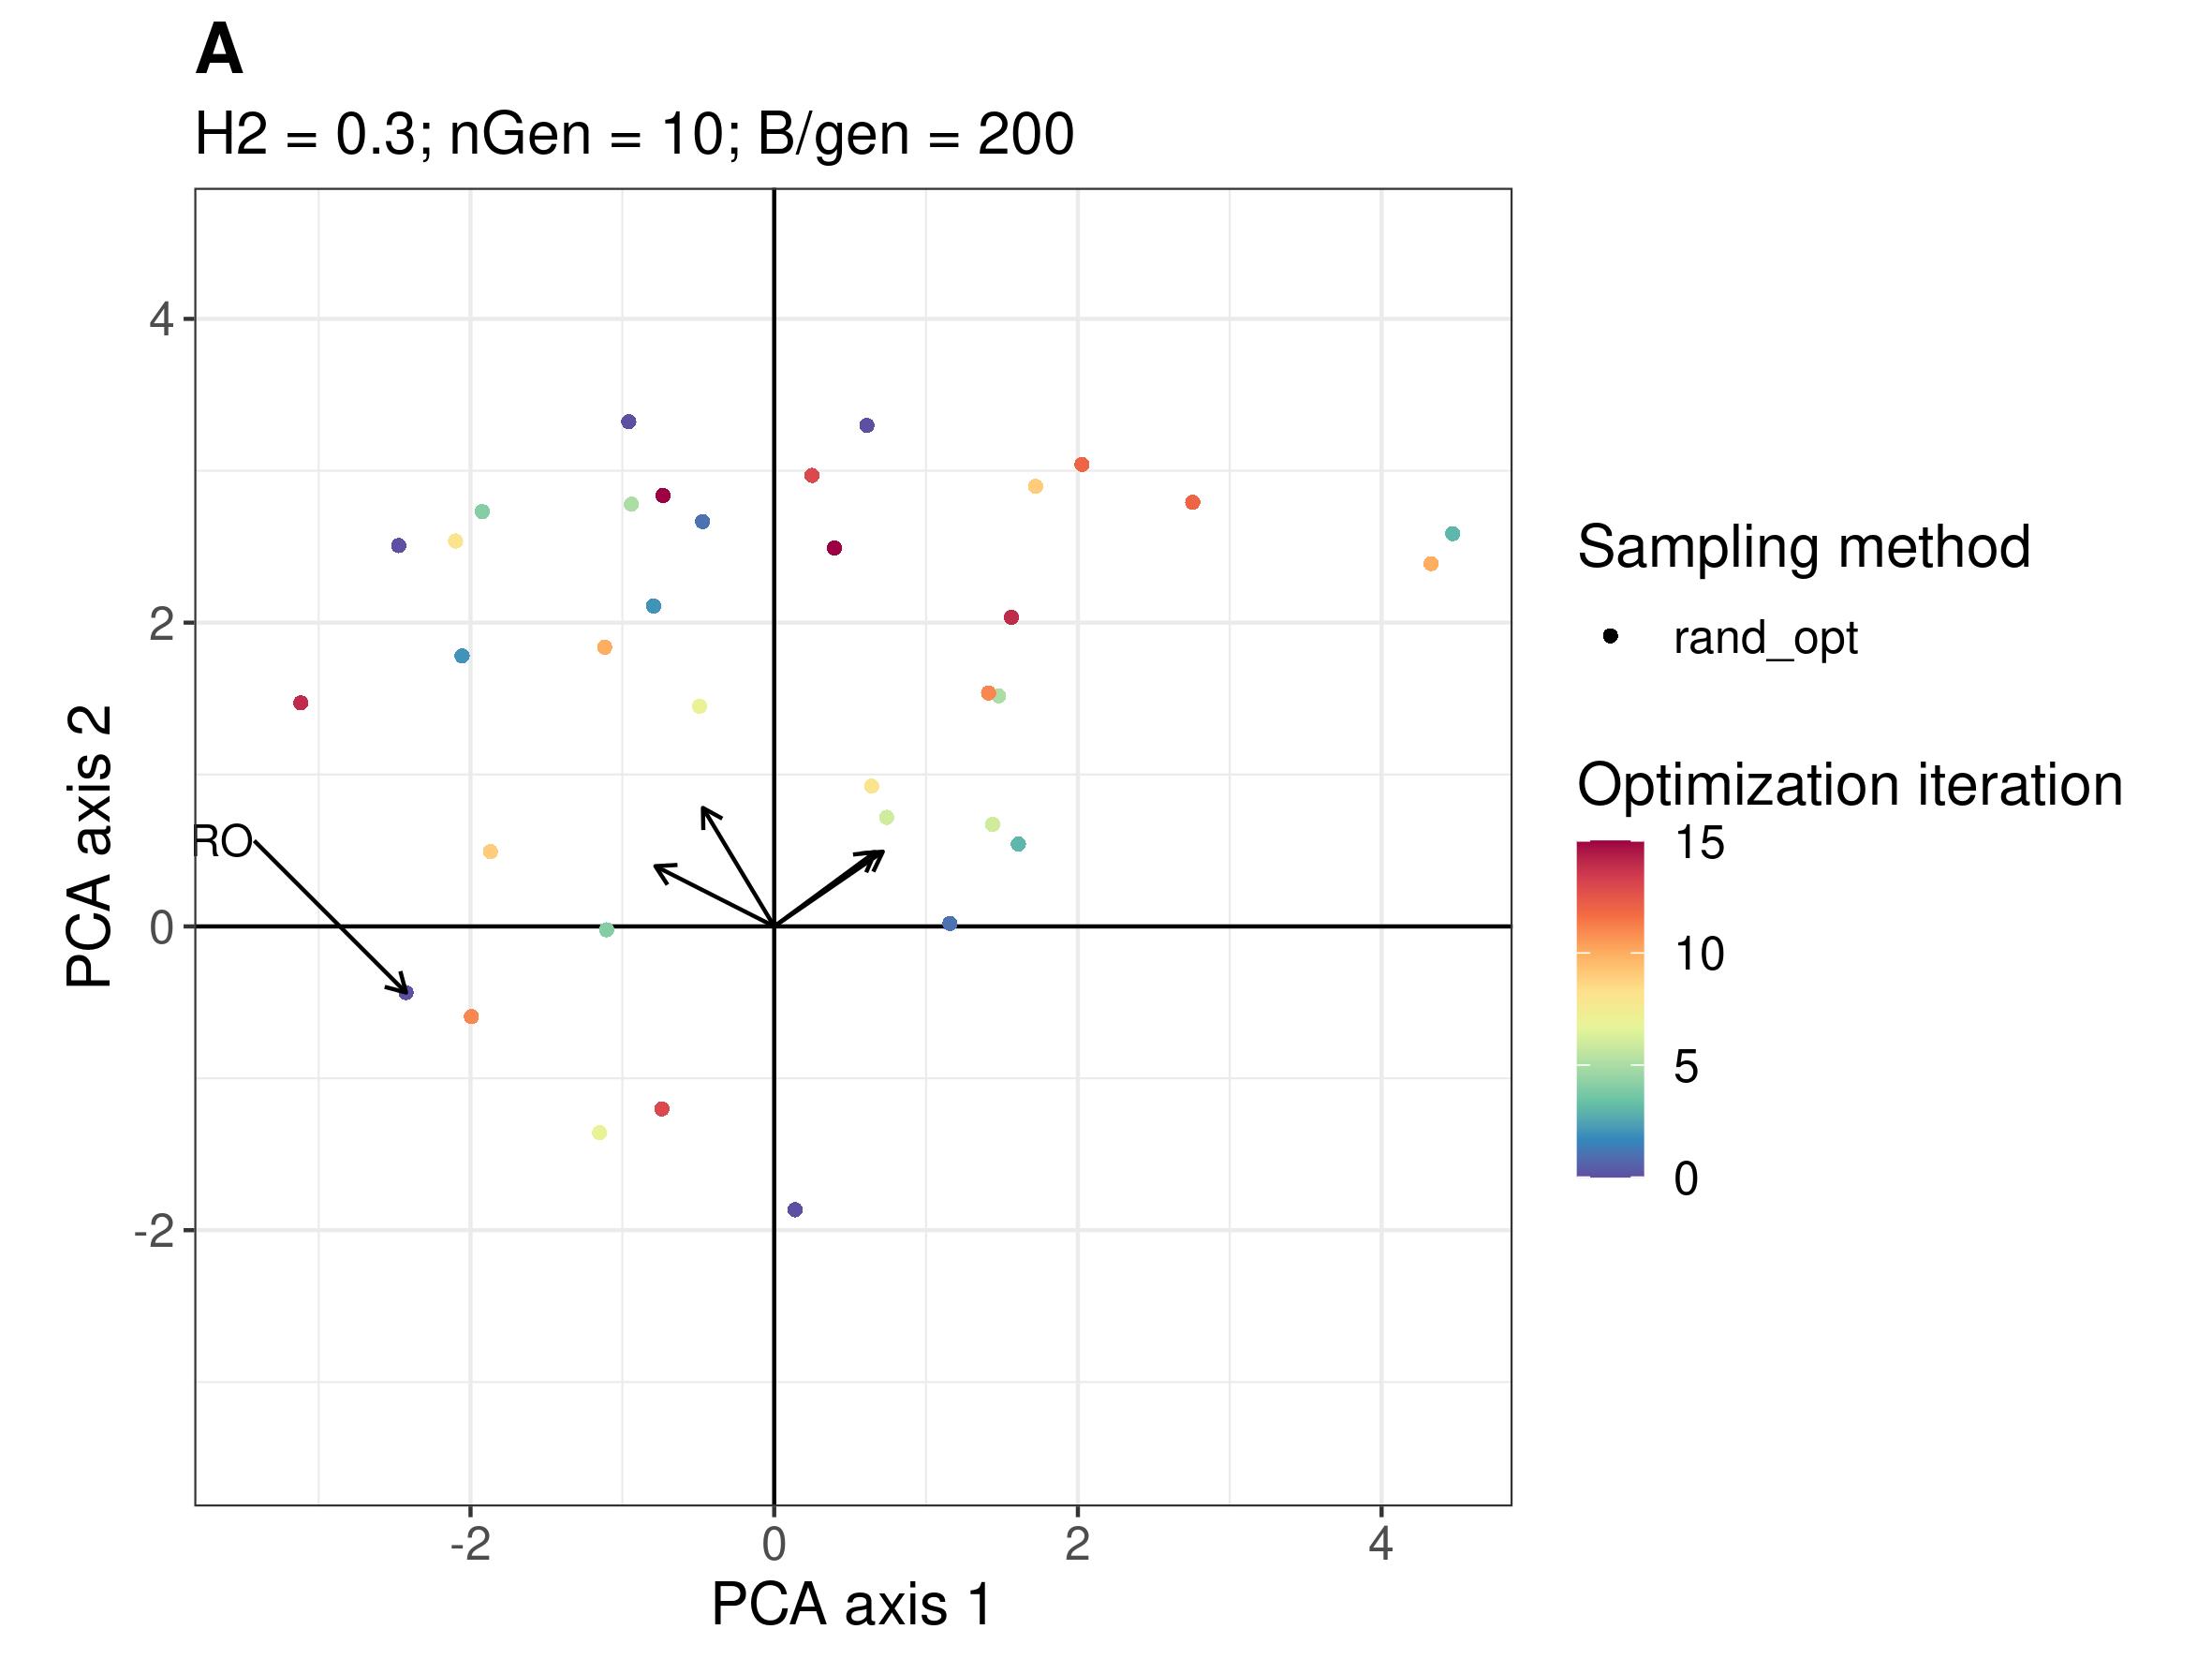 A
H2 = 0.3; nGen = 10; B/gen = 200
PCA axis 2
4
2
0
-2
RO
-2
0
2
4
PCA axis 1
Sampling method
rand_opt
Optimization iteration
15
10
5
0